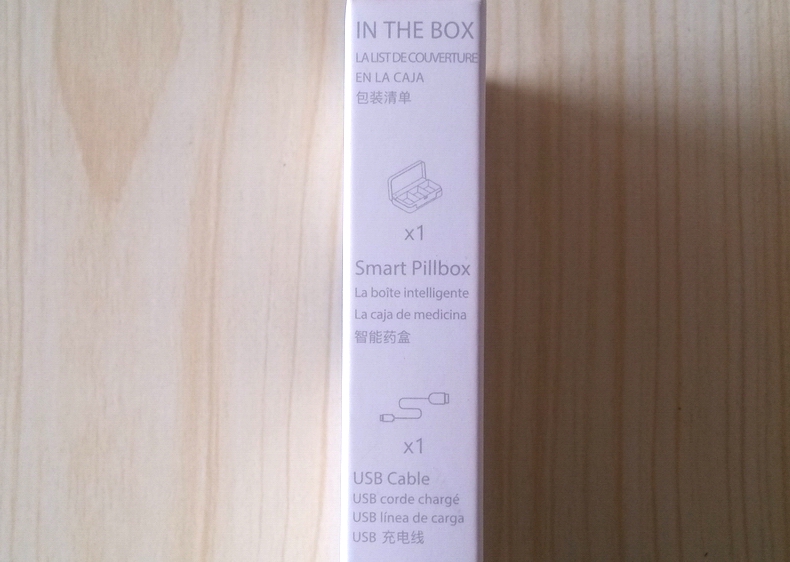 IN THE BOX
LA LIST DE COUVERTURE
EN LA CAJA
包装清单
x1
Smart Pillbox
La boîte intelligente
La caja de medicina
智能药盒
x1
USB Cable
USB corde chargé
USB línea de carga
USB 充电线